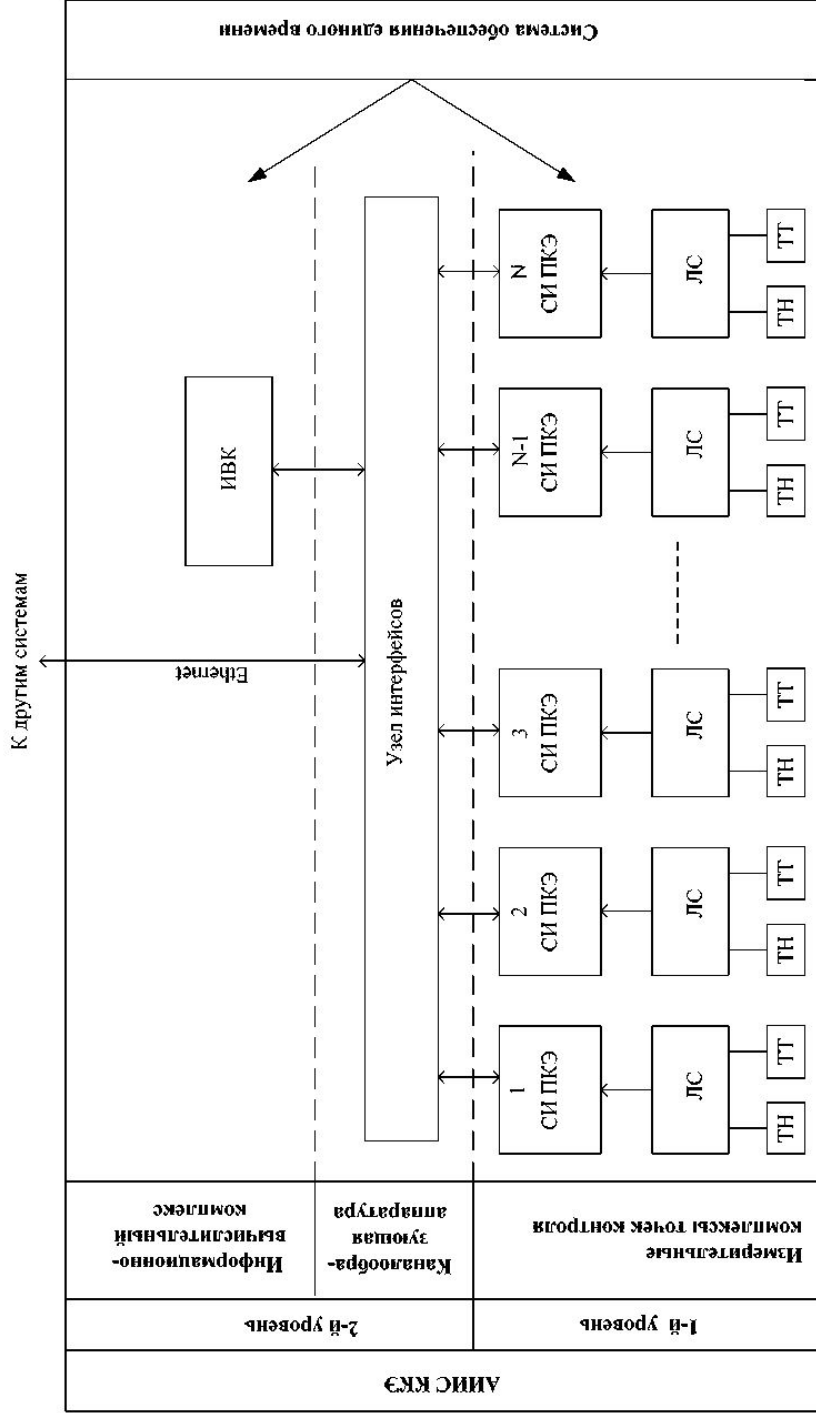 К другим системам
АИИС ККЭ
2-й уровень
1-й уровень
Информационно-
вычислительный
комплекс
Каналообра-
зующая
аппаратура
Измерительные
комплексы точек контроля
ИВК
Ethernet
Узел интерфейсов
1
СИ ПКЭ
2
СИ ПКЭ
3
СИ ПКЭ
N-1
СИ ПКЭ
N
СИ ПКЭ
ЛС
ЛС
ЛС
ЛС
ЛС
ТН
ТТ
ТН
ТТ
ТН
ТТ
ТН
ТТ
ТН
ТТ
Система обеспечения единого времени